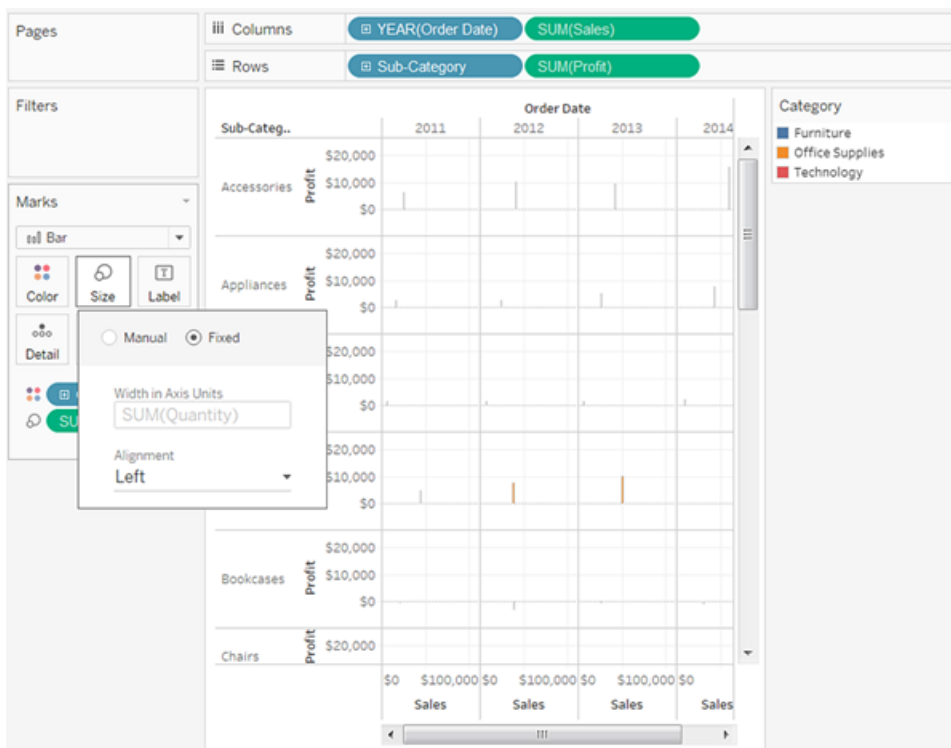 Pages
Columns
YEAR(Order Date) SUM(Sales)
Rows
Sub-Category SUM(Profit)
Filters
Marks
Bar
Color Size Label
Detail
SU
Manual Fixed
Width in Axis Units
SUM(Quantity)
Alignment
Left
Order Date
Sub-Categ.. 2011 2012 2013 2014
Accessories Profit $20,000
$10,000
$0
Appliances Profit $20,000
$10,000
$0
$20,000
$10,000
$0
$20,000
$10,000
$0
Bookcases Profit $20,000
$10,000
$0
Chairs Profit $20,000
$0 $100,000 $0 $100,000 $0 $100,000 $0
Sales Sales Sales Sales
Category
Furniture
Office Supplies
Technology